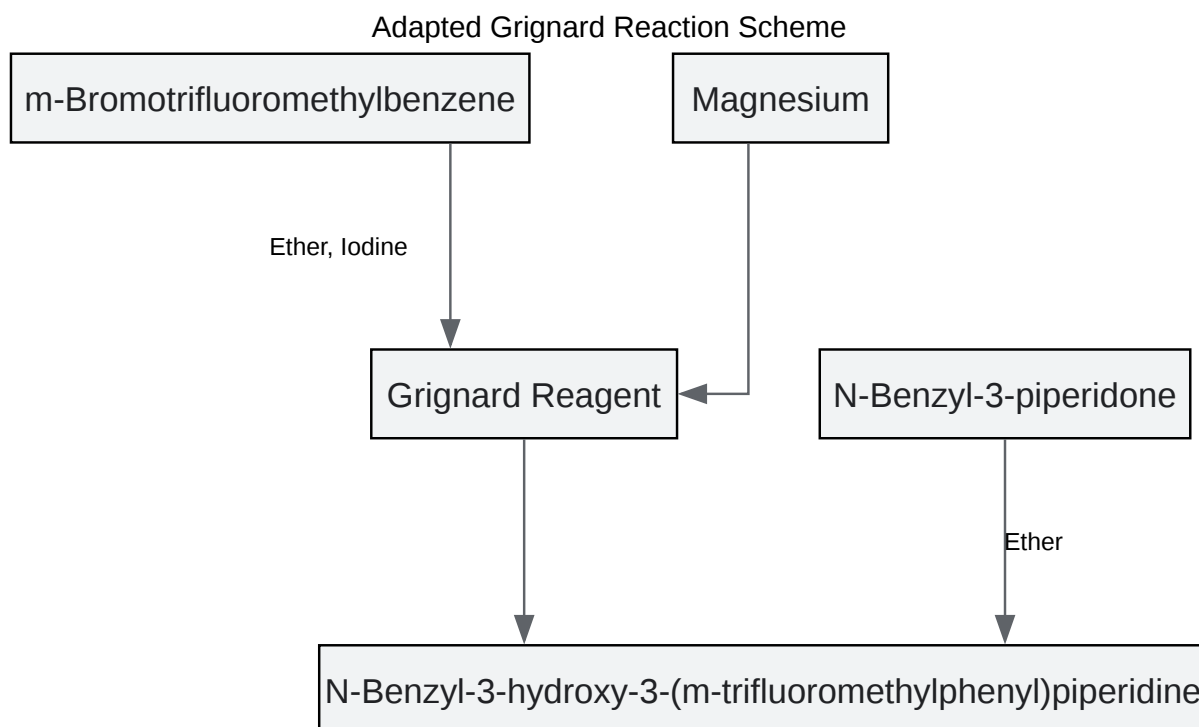 Adapted Grignard Reaction Scheme
m-Bromotrifluoromethylbenzene
Magnesium
Ether, Iodine
Grignard Reagent
N-Benzyl-3-piperidone
Ether
N-Benzyl-3-hydroxy-3-(m-trifluoromethylphenyl)piperidine